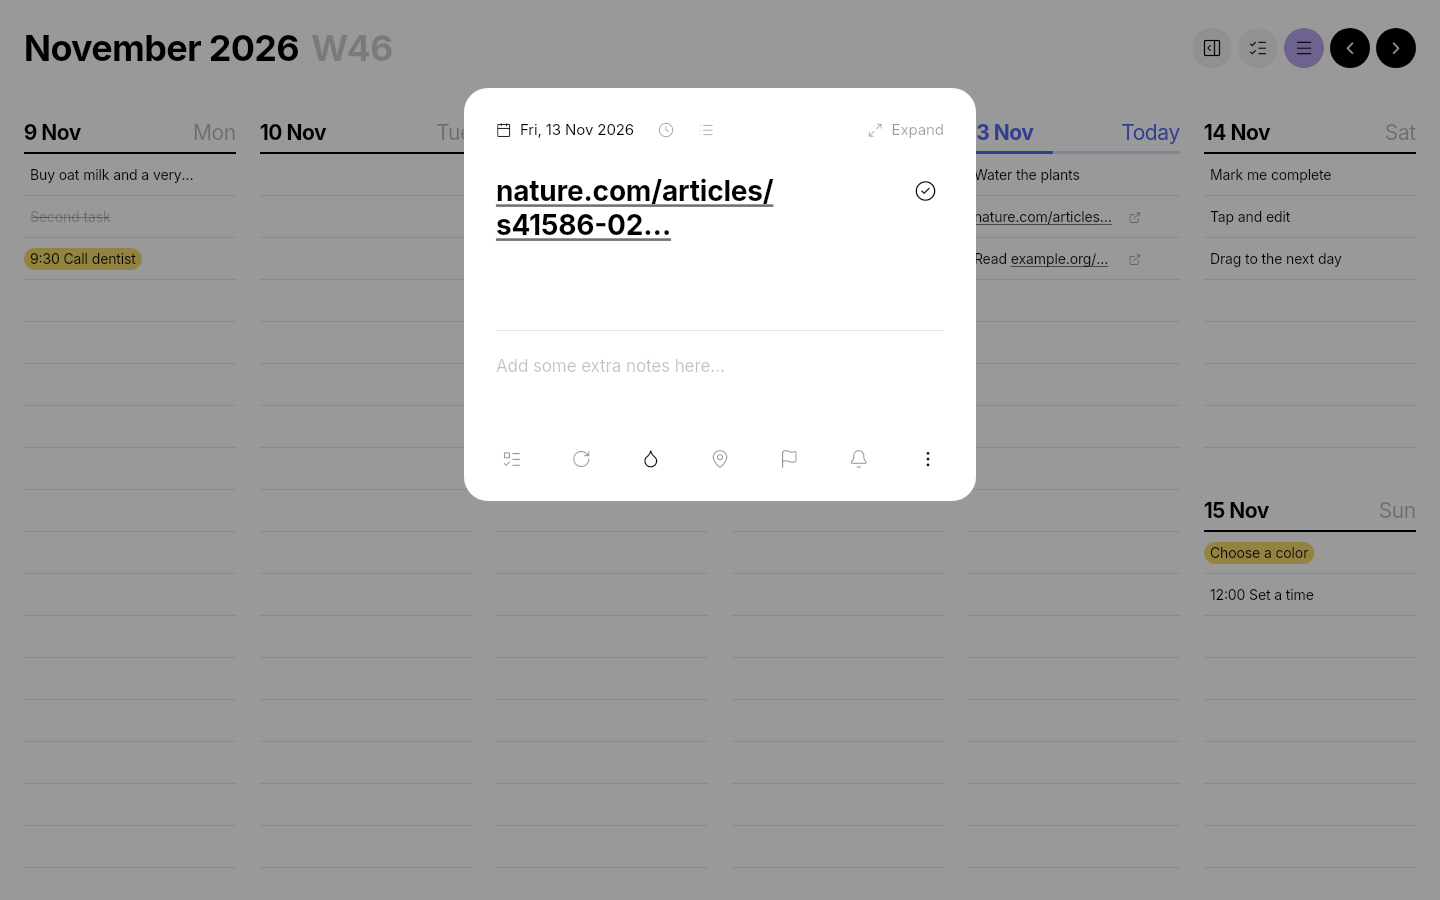 November 2026 W46
9 Nov Mon
Buy oat milk and a very...
Second task
9:30 Call dentist
10 Nov Tue
Fri, 13 Nov 2026
Expand
nature.com/articles/
s41586-02...
Add some extra notes here...
3 Nov Today
Water the plants
nature.com/articles...
Read example.org/...
14 Nov Sat
Mark me complete
Tap and edit
Drag to the next day
15 Nov Sun
Choose a color
12:00 Set a time